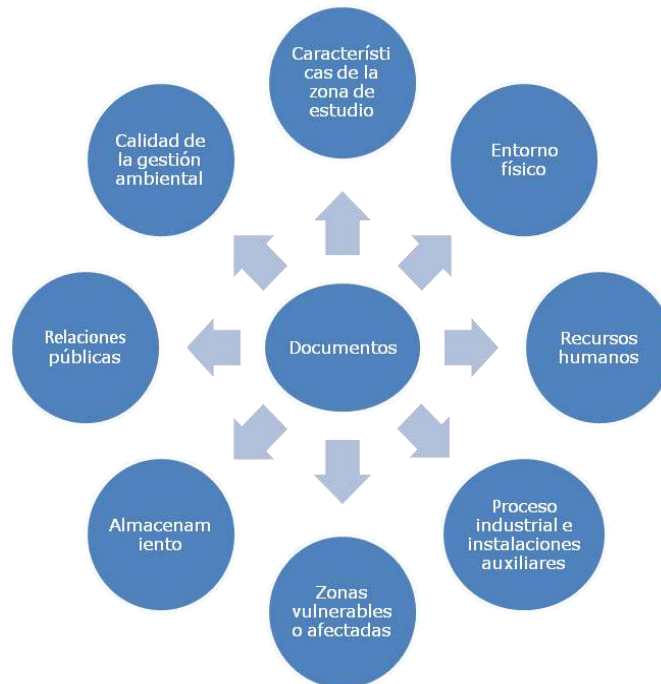 Característi
cas de la
zona de
estudio
Calidad de
la gestión
ambiental
Entorno
físico
Relaciones
públicas
Documentos
Recursos
humanos
Almacenam
iento
Proceso
industrial e
instalaciones
auxiliares
Zonas
vulnerables
o afectadas